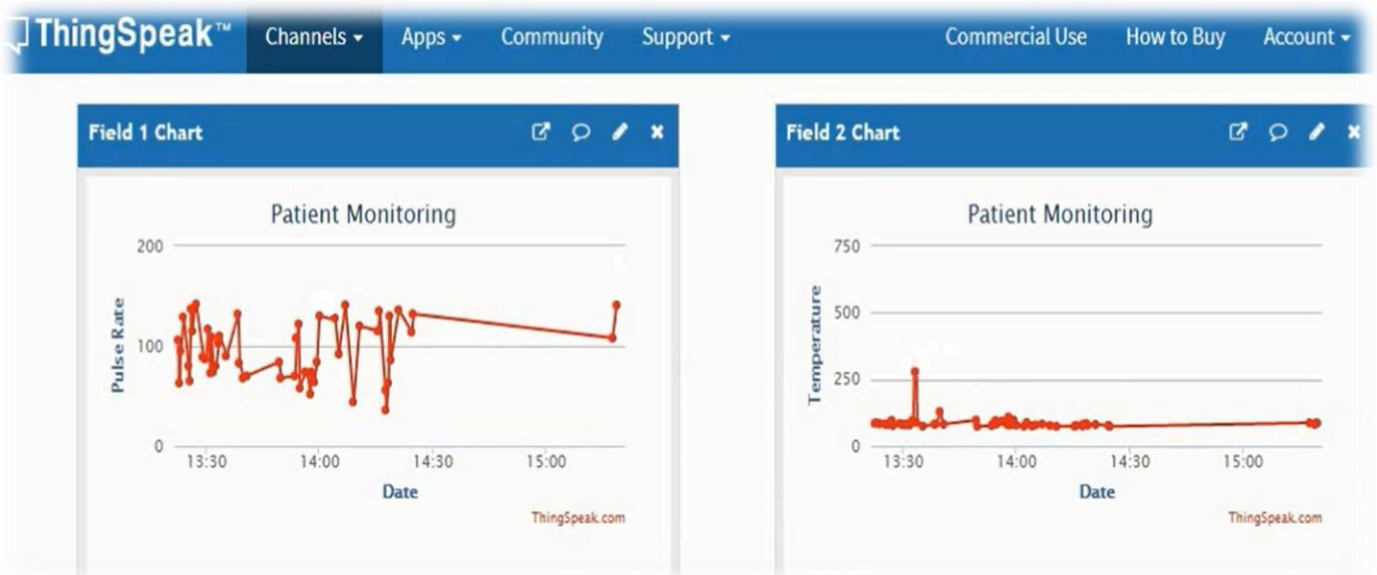 ThingSpeak™ Channels Apps Community Support Commercial Use How to Buy Account
Field 1 Chart
Patient Monitoring
200
100
0
Pulse Rate
13:30 14:00 14:30 15:00
Date
ThingSpeak.com
Field 2 Chart
Patient Monitoring
750
500
250
0
Temperature
13:30 14:00 14:30 15:00
Date
ThingSpeak.com